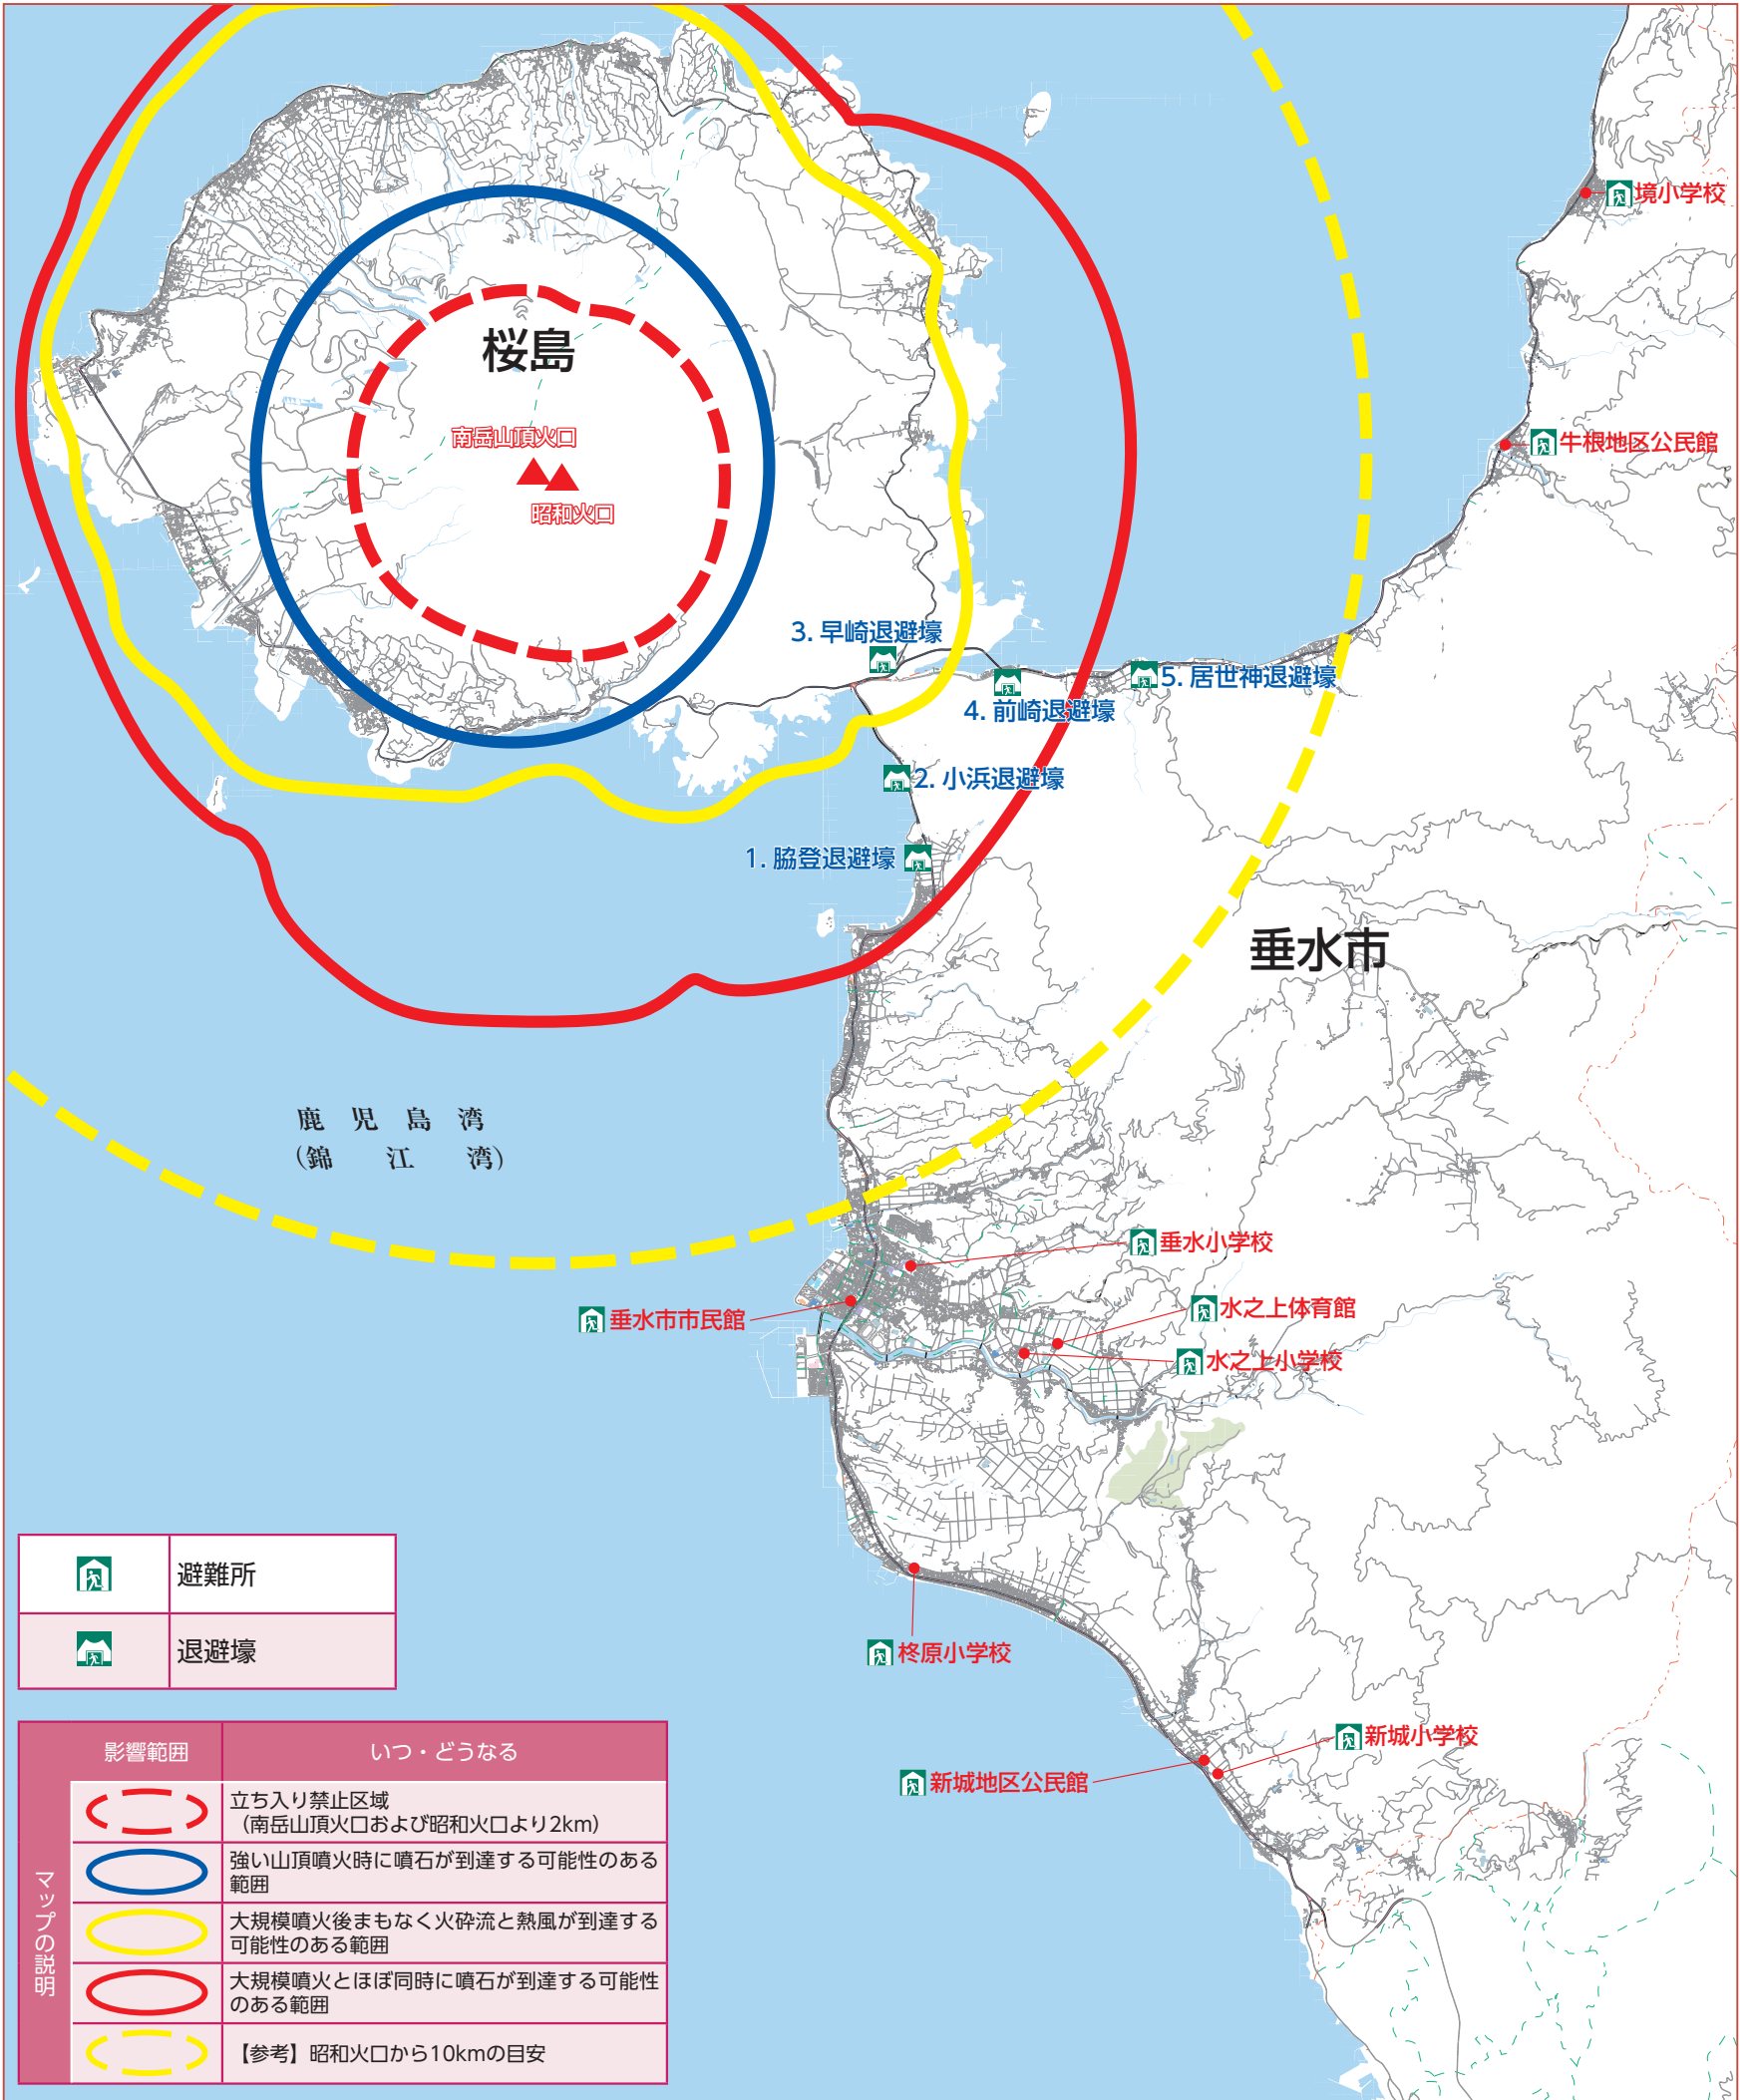 境小学校
桜島
南岳山頂火口
昭和火口
牛根地区公民館
3. 早崎退避壕
5. 居世神退避壕
4. 前崎退避壕
2. 小浜退避壕
1. 脇登退避壕
垂水市
鹿児島湾
(錦江湾)
垂水小学校
水之上体育館
垂水市市民館
水之上小学校
柊原小学校
新城小学校
新城地区公民館
避難所
退避壕
マップの説明
影響範囲
いつ・どうなる
立ち入り禁止区域
(南岳山頂火口および昭和火口より2km)
強い山頂噴火時に噴石が到達する可能性のある
範囲
大規模噴火後まもなく火砕流と熱風が到達する
可能性のある範囲
大規模噴火とほぼ同時に噴石が到達する可能性
のある範囲
【参考】昭和火口から10kmの目安